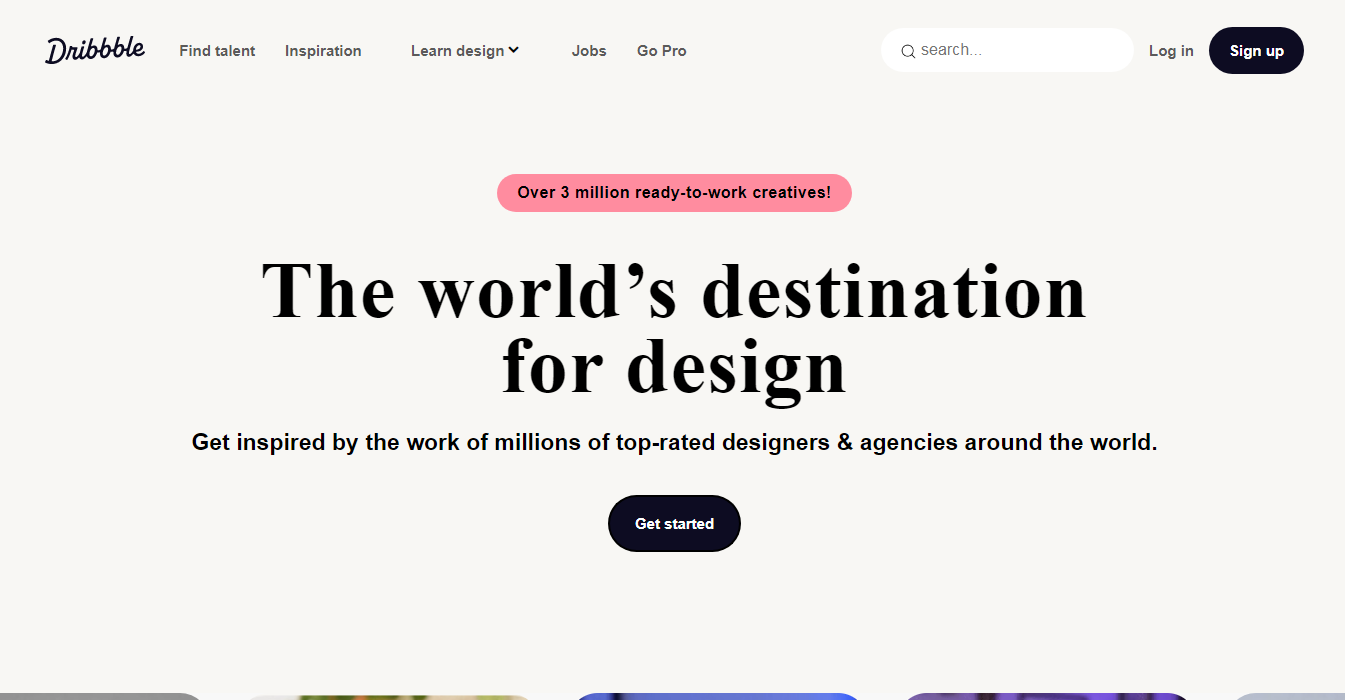 Dribbble Find talent Inspiration Learn design Jobs Go Pro search... Log in Sign up
Over 3 million ready-to-work creatives!
The world’s destination
for design
Get inspired by the work of millions of top-rated designers & agencies around the world.
Get started